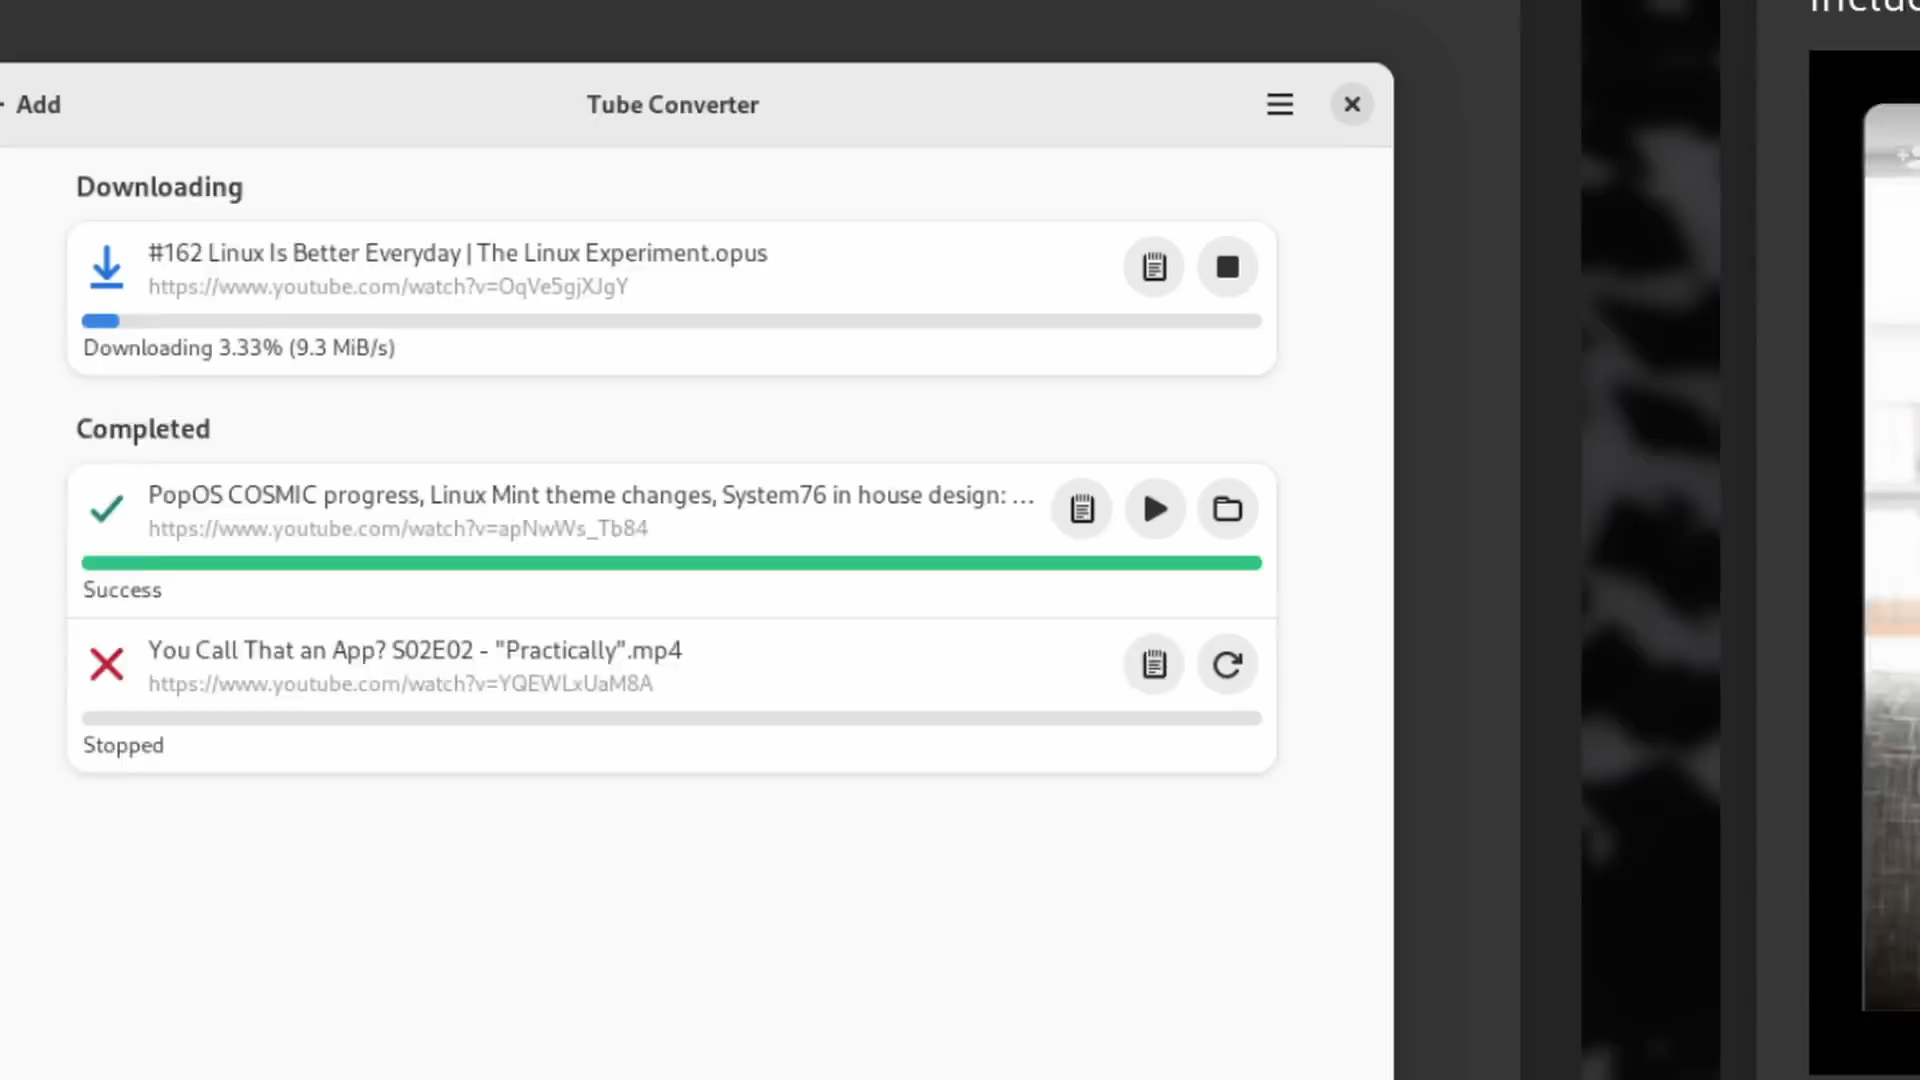 Add
Tube Converter
Downloading
#162 Linux Is Better Everyday | The Linux Experiment.opus
https://www.youtube.com/watch?v=OqVe5gjXJgY
Downloading 3.33% (9.3 MiB/s)
Completed
PopOS COSMIC progress, Linux Mint theme changes, System76 in house design: ...
https://www.youtube.com/watch?v=apNwWs_Tb84
Success
You Call That an App? S02E02 - "Practically".mp4
https://www.youtube.com/watch?v=YQEWLxUaM8A
Stopped